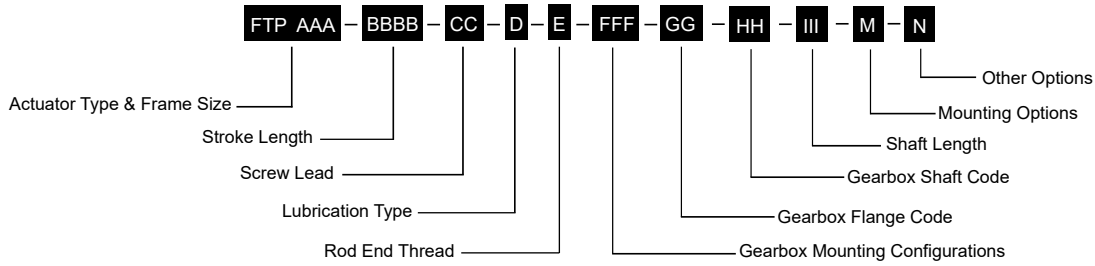 FTP AAA – BBBB – CC – D – E – FFF – GG – HH – III – M – N
Other Options
Actuator Type & Frame Size
Mounting Options
Stroke Length
Shaft Length
Screw Lead
Gearbox Shaft Code
Lubrication Type
Gearbox Flange Code
Rod End Thread
Gearbox Mounting Configurations